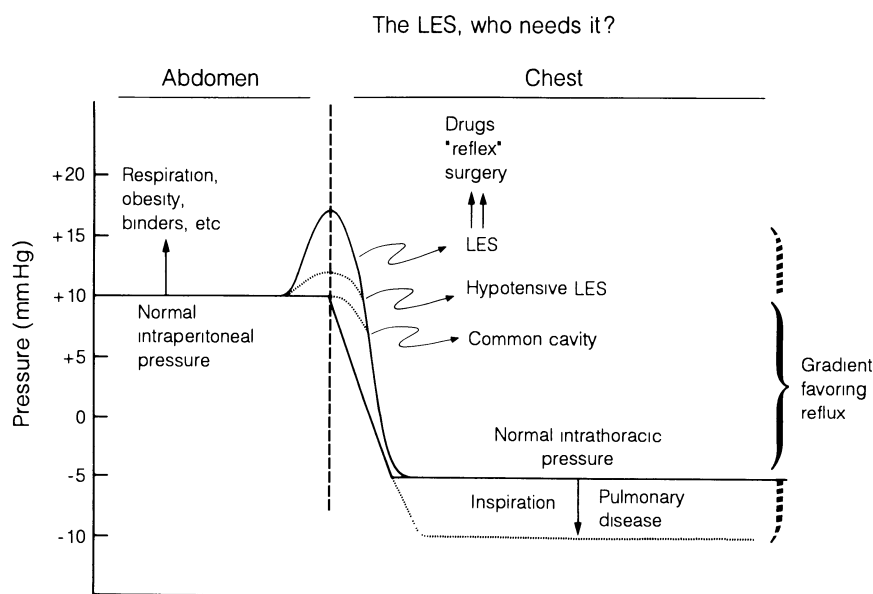 The LES, who needs it?
Abdomen
Chest
Pressure (mmHg)
+20
+15
+10
+5
0
-5
-10
Respiration,
obesity,
binders, etc
Normal
intraperitoneal
pressure
Drugs
"reflex"
surgery
LES
Hypotensive LES
Common cavity
Normal intrathoracic
pressure
Inspiration
Pulmonary
disease
Gradient
favoring
reflux